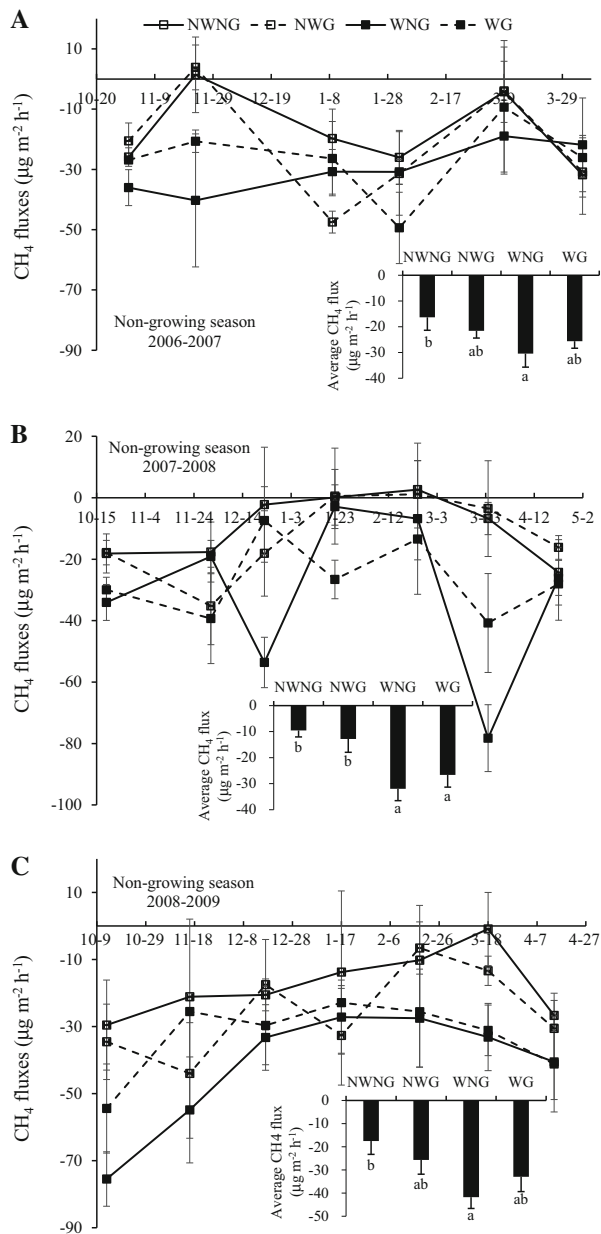 A
NWNG NWG WNG WG
10
-10
-30
-50
-70
-90
10-20 11-9 11-29 12-19 1-8 1-28 2-17 3-29
CH4 fluxes (µg m-2 h-1)
Non-growing season
2006-2007
NWNG NWG WNG WG
0
-10
-20
-30
-40
Average CH4 flux
(µg m-2 h-1)
b ab a ab
B
20
0
-20
-40
-60
-80
-100
Non-growing season
2007-2008
10-15 11-4 11-24 12-14 1-3 1-23 2-12 3-3 4-12 5-2
CH4 fluxes (µg m-2 h-1)
NWNG NWG WNG WG
0
-10
-20
-30
-40
Average CH4 flux
(µg m-2 h-1)
b b a a
C
10
-10
-30
-50
-70
-90
Non-growing season
2008-2009
10-9 10-29 11-18 12-8 12-28 1-17 2-6 2-26 3-18 4-7 4-27
CH4 fluxes (µg m-2 h-1)
NWNG NWG WNG WG
0
-10
-20
-30
-40
-50
Average CH4 flux
(µg m-2 h-1)
b ab a ab